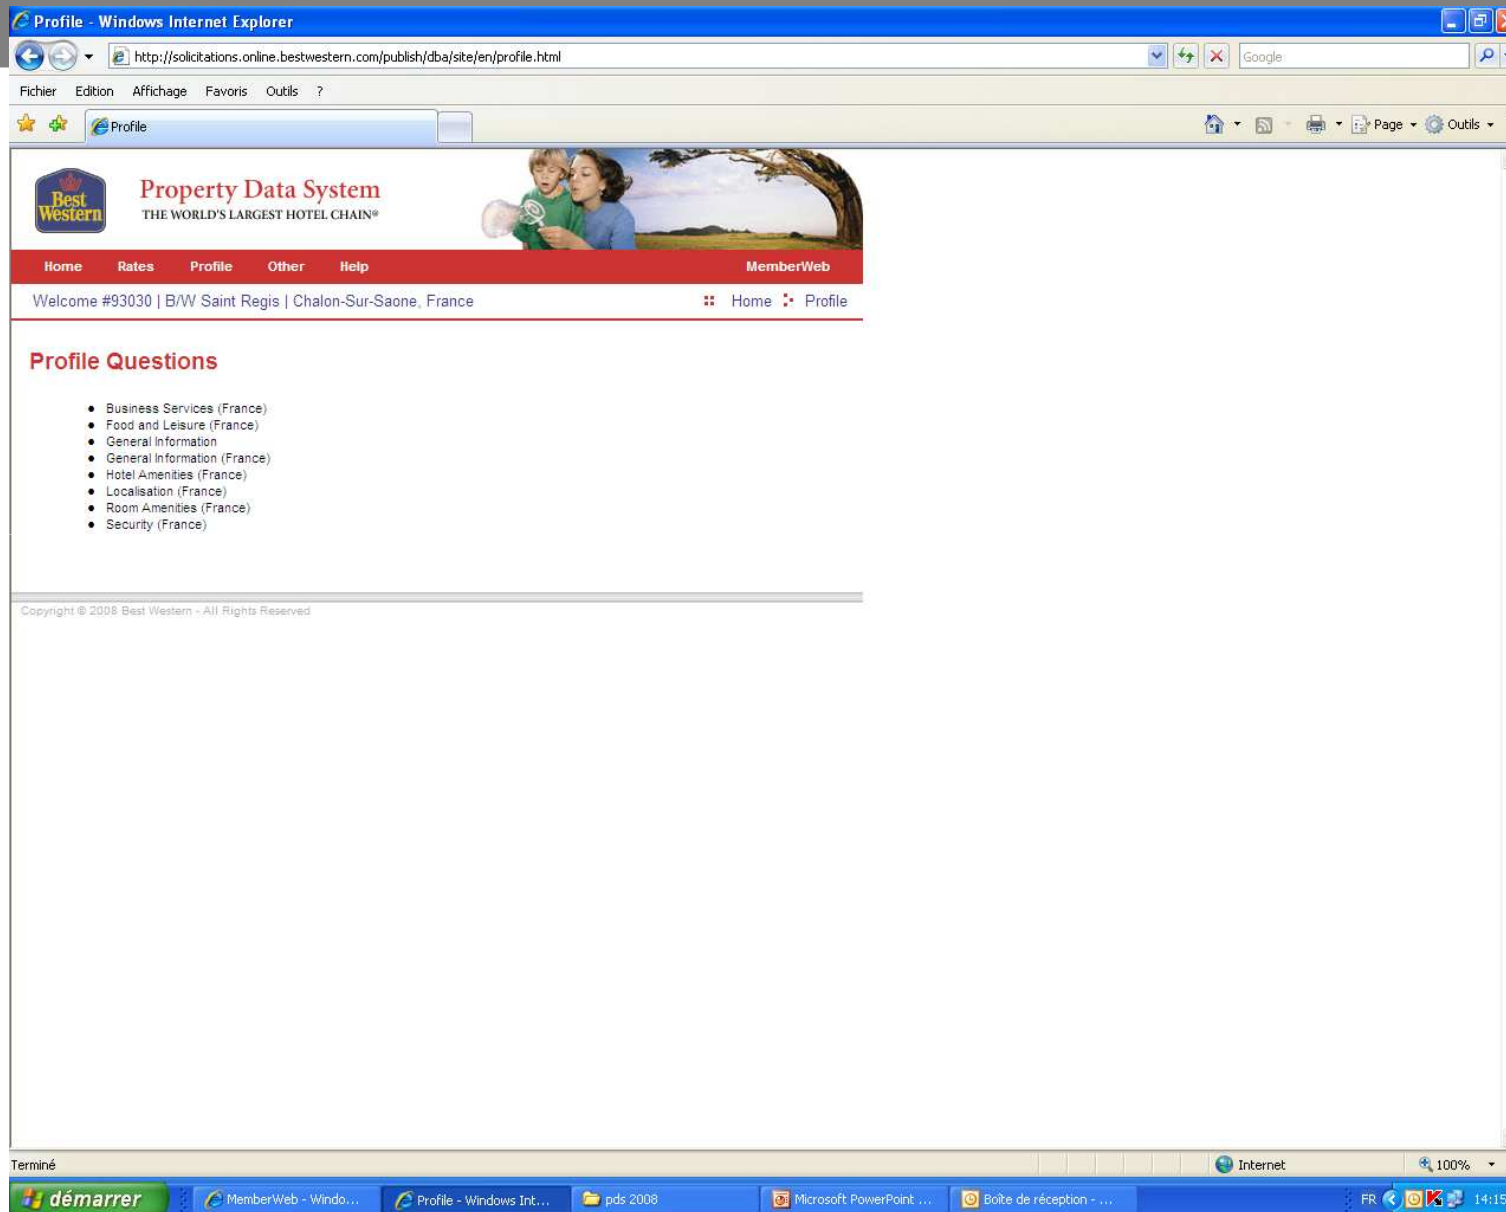 Profile - Windows Internet Explorer
http://solicitations.online.bestwestern.com/publish/dba/site/en/profile.html
Google
Fichier Edition Affichage Favoris Outils ?
Profile
Page Outils
Best Western
Property Data System
THE WORLD'S LARGEST HOTEL CHAIN®
Home Rates Profile Other Help MemberWeb
Welcome #93030 | B/W Saint Regis | Chalon-Sur-Saone, France Home Profile
Profile Questions
Business Services (France)
Food and Leisure (France)
General Information
General Information (France)
Hotel Amenities (France)
Localisation (France)
Room Amenities (France)
Security (France)
Copyright © 2008 Best Western - All Rights Reserved
Terminé Internet 100%
démarrer MemberWeb - Windo... Profile - Windows Int... pds 2008 Microsoft PowerPoint ... Boîte de réception - ... FR 14:15